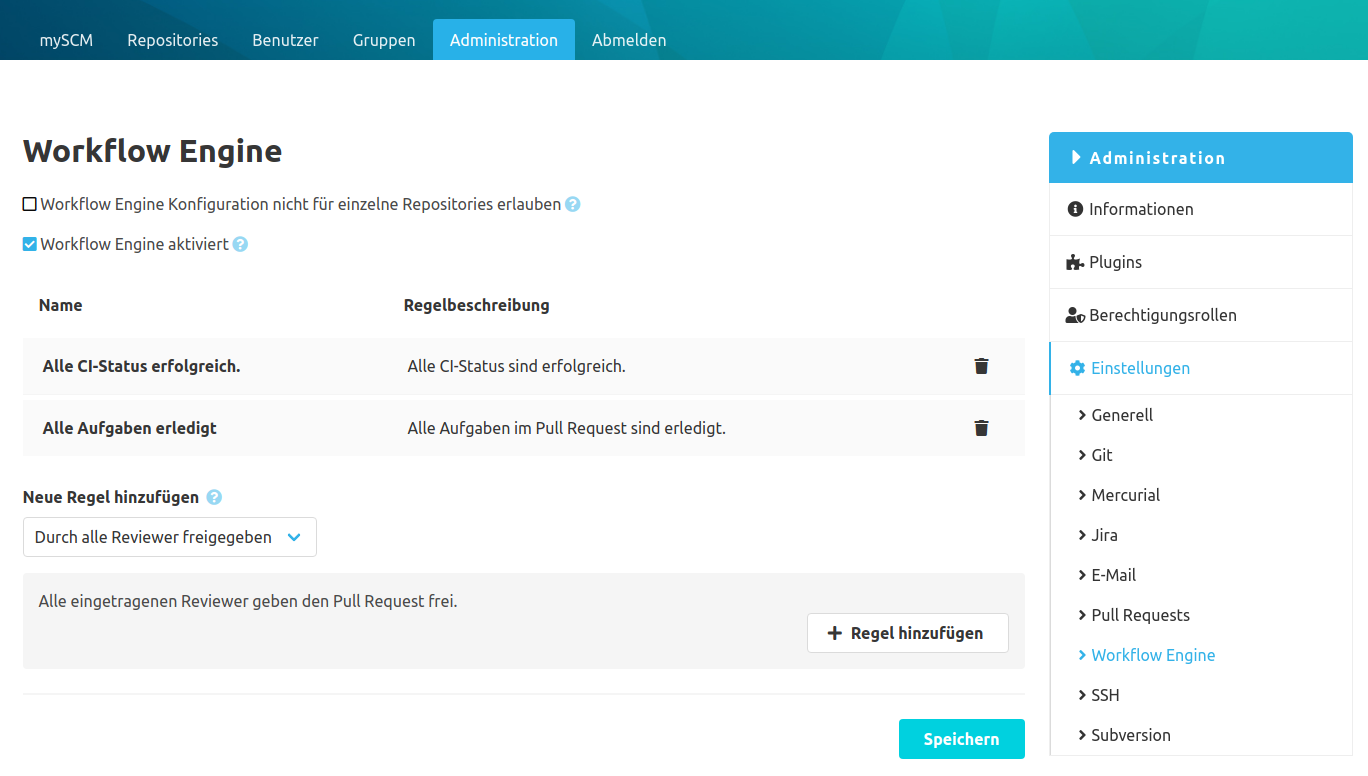 mySCM Repositories Benutzer Gruppen Administration Abmelden
Workflow Engine
Workflow Engine Konfiguration nicht für einzelne Repositories erlauben ?
Workflow Engine aktiviert ?
Name Regelbeschreibung
Alle CI-Status erfolgreich. Alle CI-Status sind erfolgreich.
Alle Aufgaben erledigt Alle Aufgaben im Pull Request sind erledigt.
Neue Regel hinzufügen ?
Durch alle Reviewer freigegeben
Alle eingetragenen Reviewer geben den Pull Request frei.
Regel hinzufügen
Speichern
Administration
Informationen
Plugins
Berechtigungsrollen
Einstellungen
Generell
Git
Mercurial
Jira
E-Mail
Pull Requests
Workflow Engine
SSH
Subversion